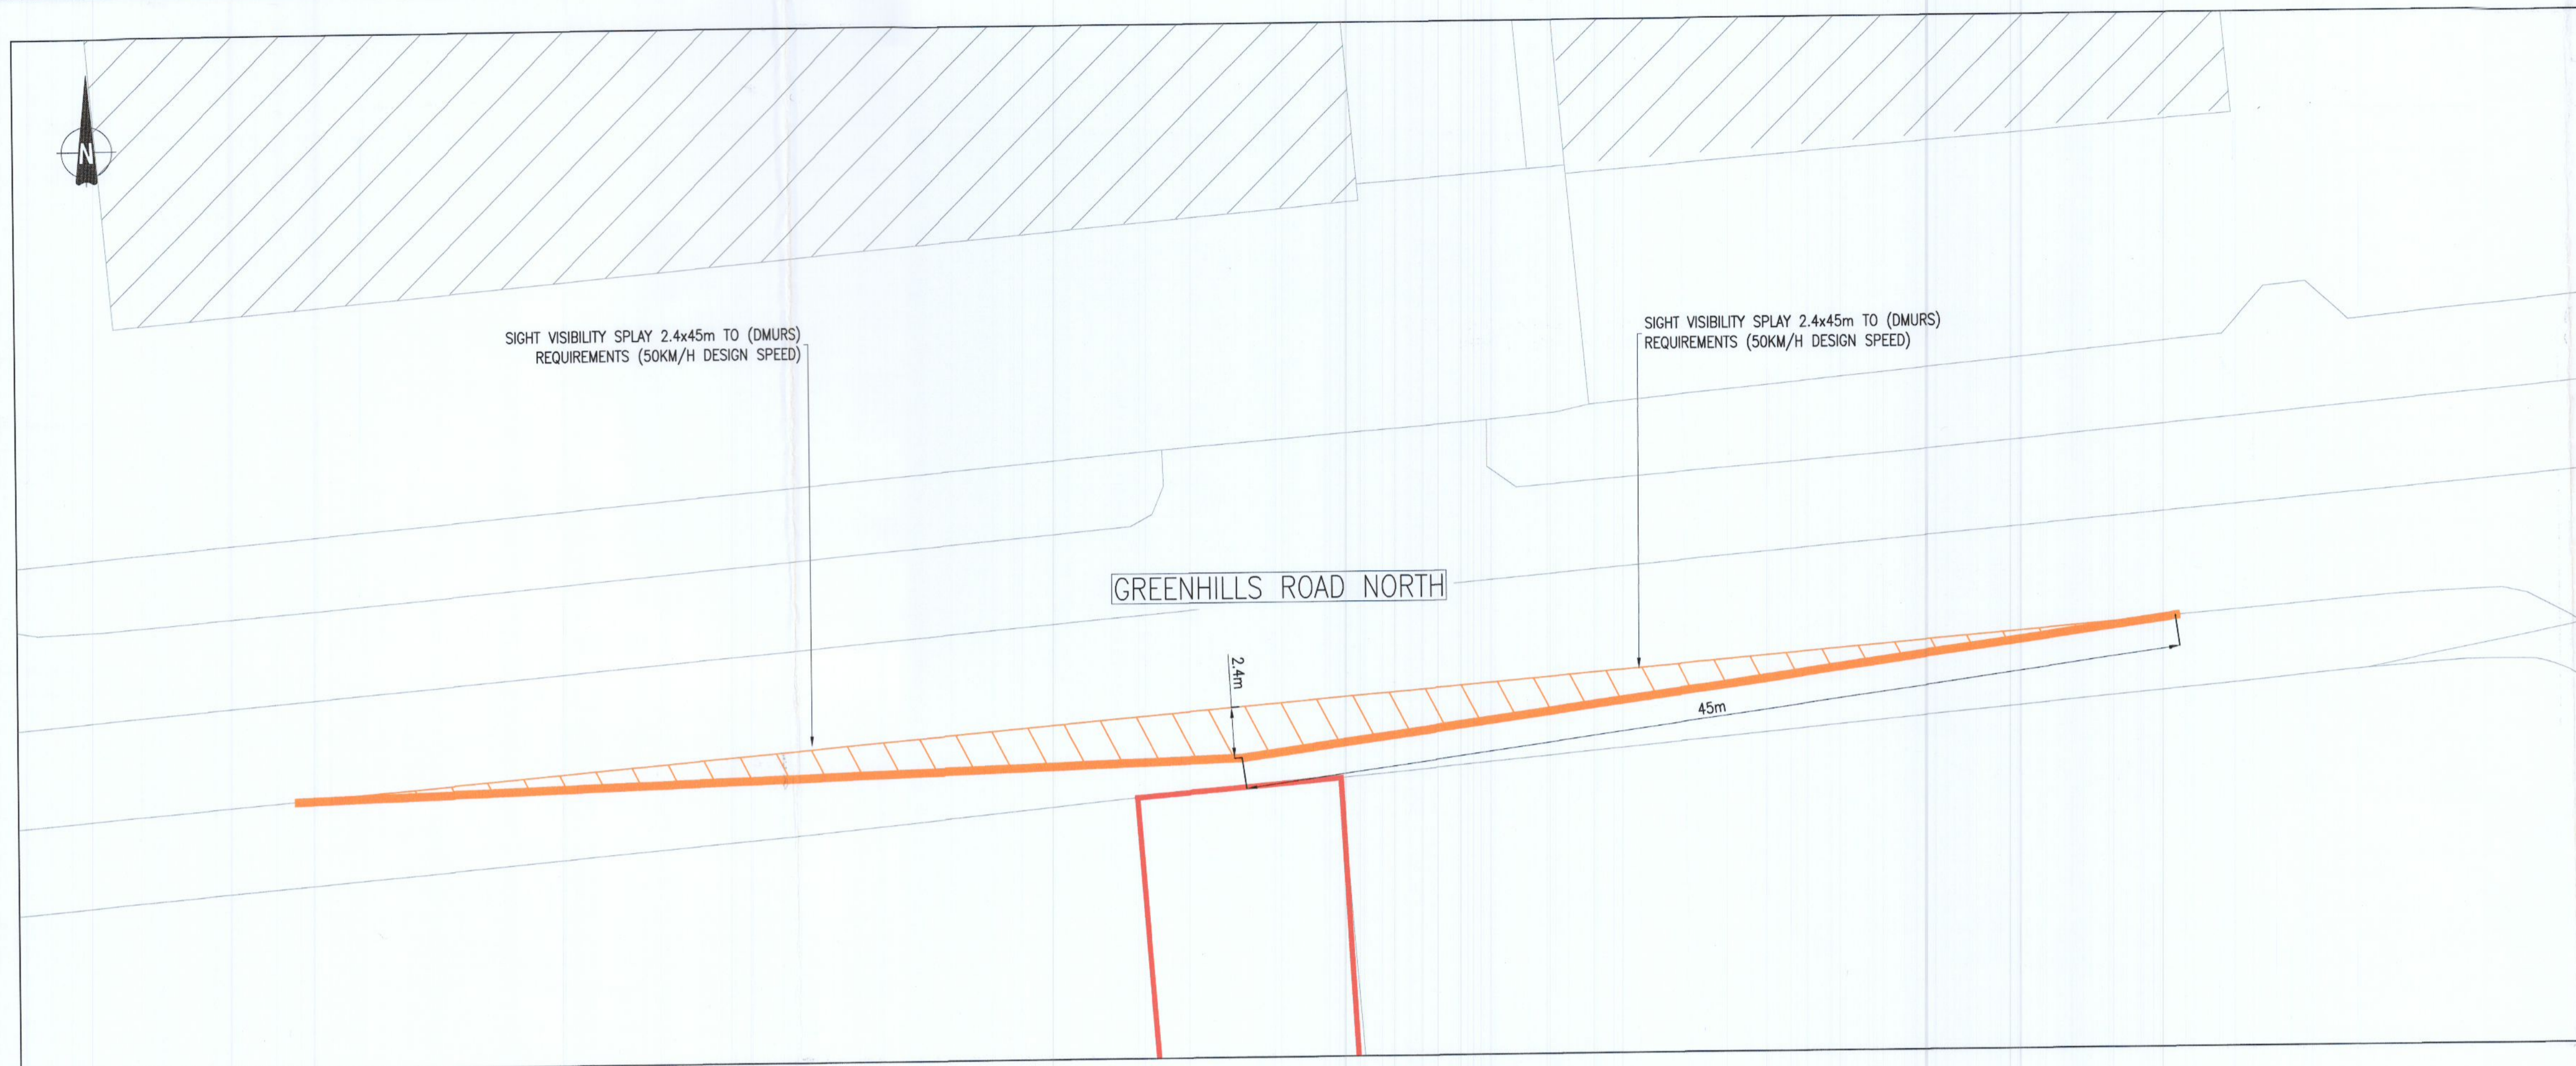 N
SIGHT VISIBILITY SPLAY 2.4x45m TO (DMURS)
REQUIREMENTS (50KM/H DESIGN SPEED)
SIGHT VISIBILITY SPLAY 2.4x45m TO (DMURS)
REQUIREMENTS (50KM/H DESIGN SPEED)
GREENHILLS ROAD NORTH
2.4m
45m